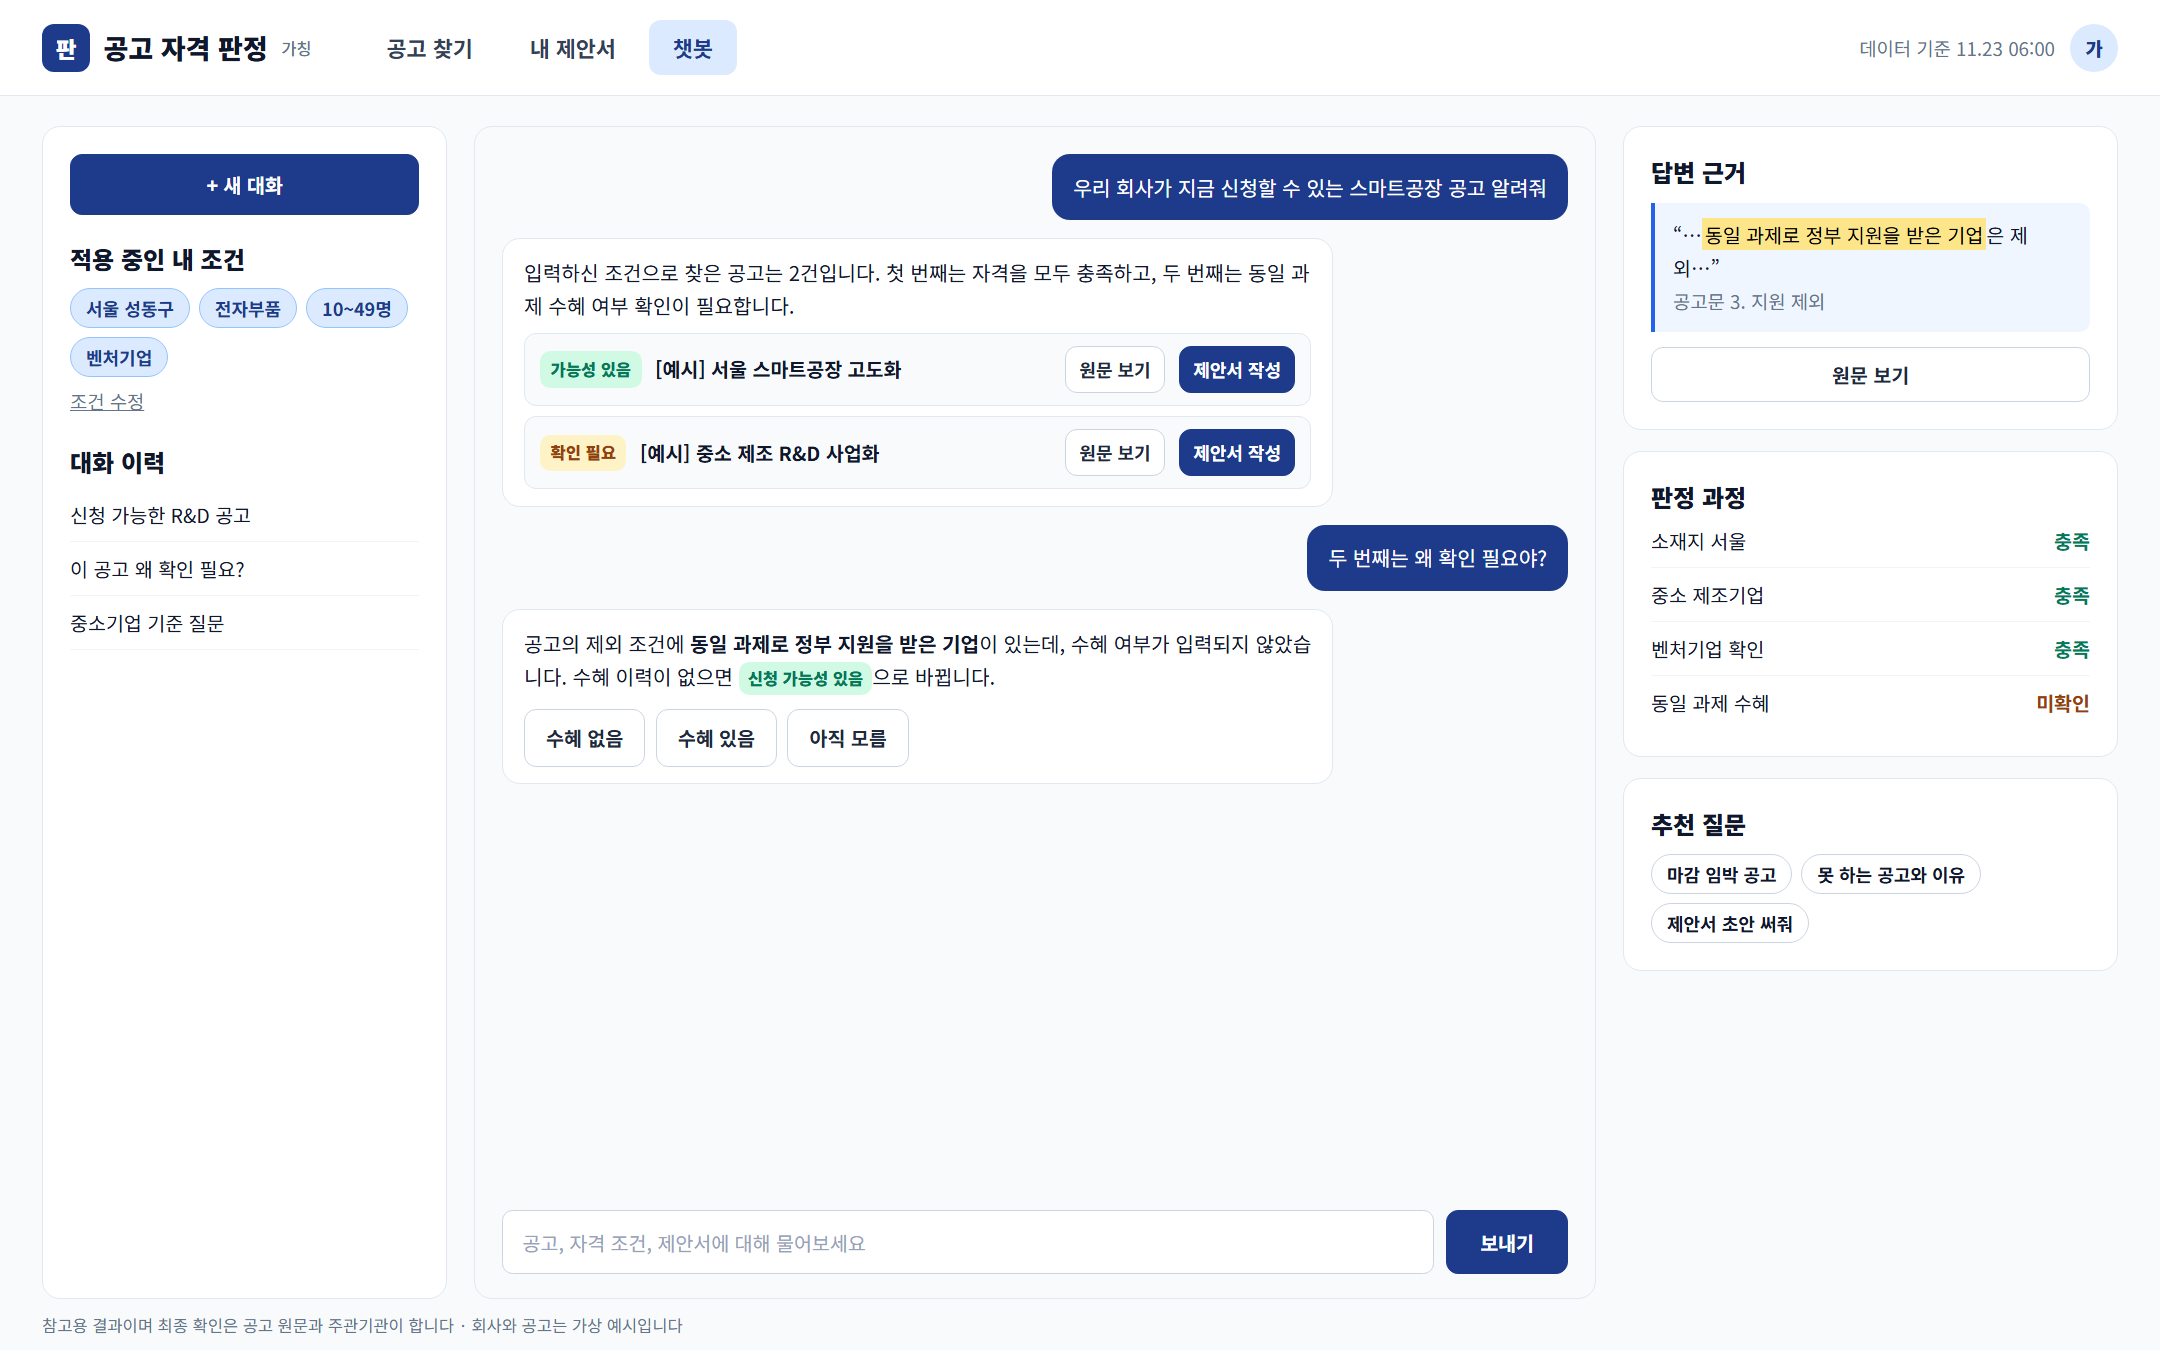 판 공고 자격 판정 가칭 공고 찾기 내 제안서 챗봇 데이터 기준 11.23 06:00 가
+ 새 대화
적용 중인 내 조건
서울 성동구 전자부품 10~49명
벤처기업
조건 수정
대화 이력
신청 가능한 R&D 공고
이 공고 왜 확인 필요?
중소기업 기준 질문
우리 회사가 지금 신청할 수 있는 스마트공장 공고 알려줘
입력하신 조건으로 찾은 공고는 2건입니다. 첫 번째는 자격을 모두 충족하고, 두 번째는 동일 과
제 수혜 여부 확인이 필요합니다.
가능성 있음 [예시] 서울 스마트공장 고도화 원문 보기 제안서 작성
확인 필요 [예시] 중소 제조 R&D 사업화 원문 보기 제안서 작성
두 번째는 왜 확인 필요야?
공고의 제외 조건에 동일 과제로 정부 지원을 받은 기업이 있는데, 수혜 여부가 입력되지 않았습
니다. 수혜 이력이 없으면 신청 가능성 있음으로 바뀝니다.
수혜 없음 수혜 있음 아직 모름
공고, 자격 조건, 제안서에 대해 물어보세요 보내기
답변 근거
“…동일 과제로 정부 지원을 받은 기업은 제
외…”
공고문 3. 지원 제외
원문 보기
판정 과정
소재지 서울 충족
중소 제조기업 충족
벤처기업 확인 충족
동일 과제 수혜 미확인
추천 질문
마감 임박 공고 못 하는 공고와 이유
제안서 초안 써줘
참고용 결과이며 최종 확인은 공고 원문과 주관기관이 합니다 · 회사와 공고는 가상 예시입니다